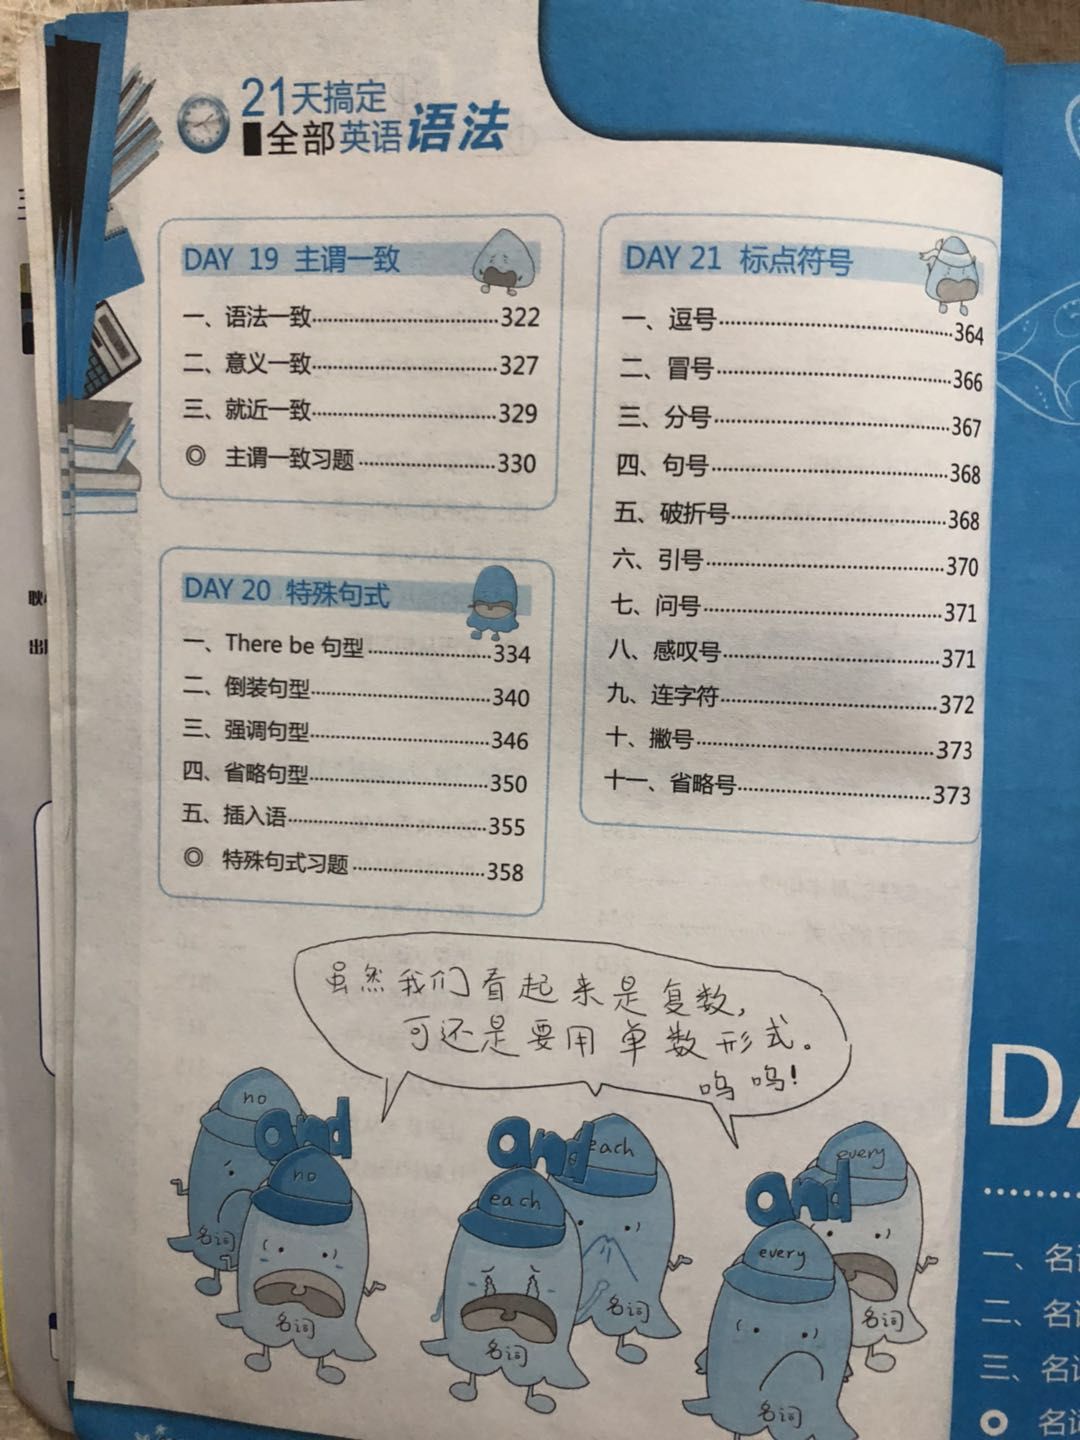 21天搞定
全部英语语法
DAY 19 主谓一致
一、语法一致 322
二、意义一致 327
三、就近一致 329
◎ 主谓一致习题 330
DAY 20 特殊句式
一、There be 句型 334
二、倒装句型 340
三、强调句型 346
四、省略句型 350
五、插入语 355
◎ 特殊句式习题 358
DAY 21 标点符号
一、逗号 364
二、冒号 366
三、分号 367
四、句号 368
五、破折号 368
六、引号 370
七、问号 371
八、感叹号 371
九、连字符 372
十、撇号 373
十一、省略号 373
虽然我们看起来是复数，
可还是要用单数形式。
呜呜！
no
and
no
名词
名词
each
and
each
名词
名词
every
and
every
名词
名词
一、名
二、名
三、名
名